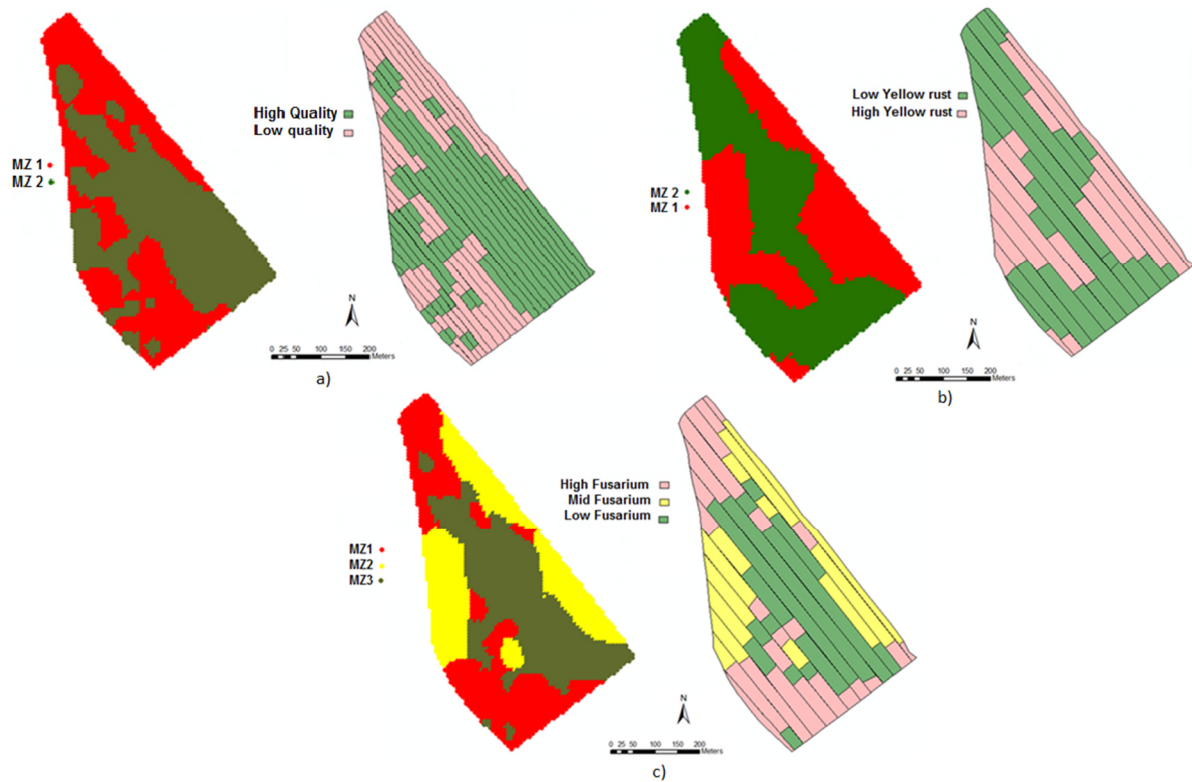 High Quality
Low quality
MZ 1
MZ 2
N
0 25 50 100 150 200
Meters
a)
Low Yellow rust
High Yellow rust
MZ 2
MZ 1
N
0 25 50 100 150 200
Meters
b)
High Fusarium
Mid Fusarium
Low Fusarium
MZ1
MZ2
MZ3
N
0 25 50 100 150 200
Meters
c)